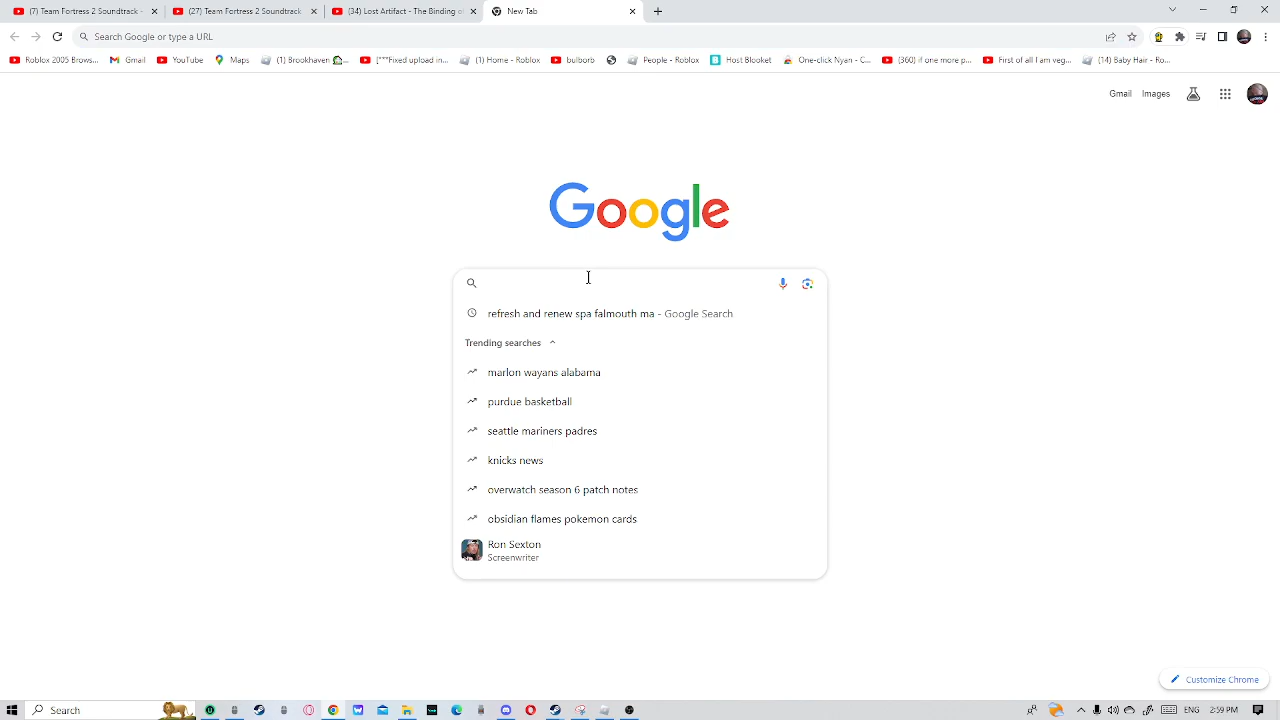 (7) Team Fortress 2 Soundtrack -
(27) Team Fortress 2 Soundtrack
(34) Lost Artifact - The Binding of
New Tab
Search Google or type a URL
Roblox 2005 Brows...
Gmail
YouTube
Maps
(1) Brookhaven
(***Fixed upload in...
(1) Home - Roblox
bulborb
People - Roblox
Host Blooket
One-click Nyan - C...
(360) if one more p...
First of all I am veg...
(14) Baby Hair - Ro...
Gmail
Images
Google
refresh and renew spa falmouth ma - Google Search
Trending searches
marlon wayans alabama
purdue basketball
seattle mariners padres
knicks news
overwatch season 6 patch notes
obsidian flames pokemon cards
Ron Sexton
Screenwriter
Customize Chrome
Search
ENG
2:59 PM